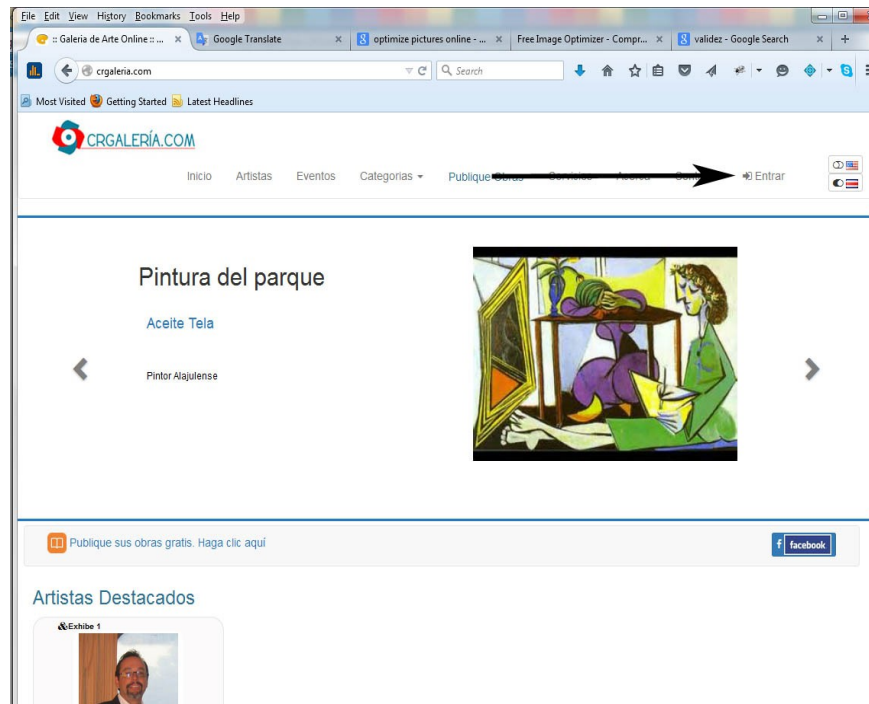 File Edit View History Bookmarks Tools Help
:: Galeria de Arte Online :: ... Google Translate optimize pictures online - ... Free Image Optimizer - Compr... validez - Google Search
crgaleria.com Search
Most Visited Getting Started Latest Headlines
CRGALERÍA.COM
Inicio Artistas Eventos Categorias Publique Obras Servicios Acerca Entrar
Pintura del parque
Aceite Tela
Pintor Alajulense
Publique sus obras gratis. Haga clic aquí
f facebook
Artistas Destacados
&Exhibe 1